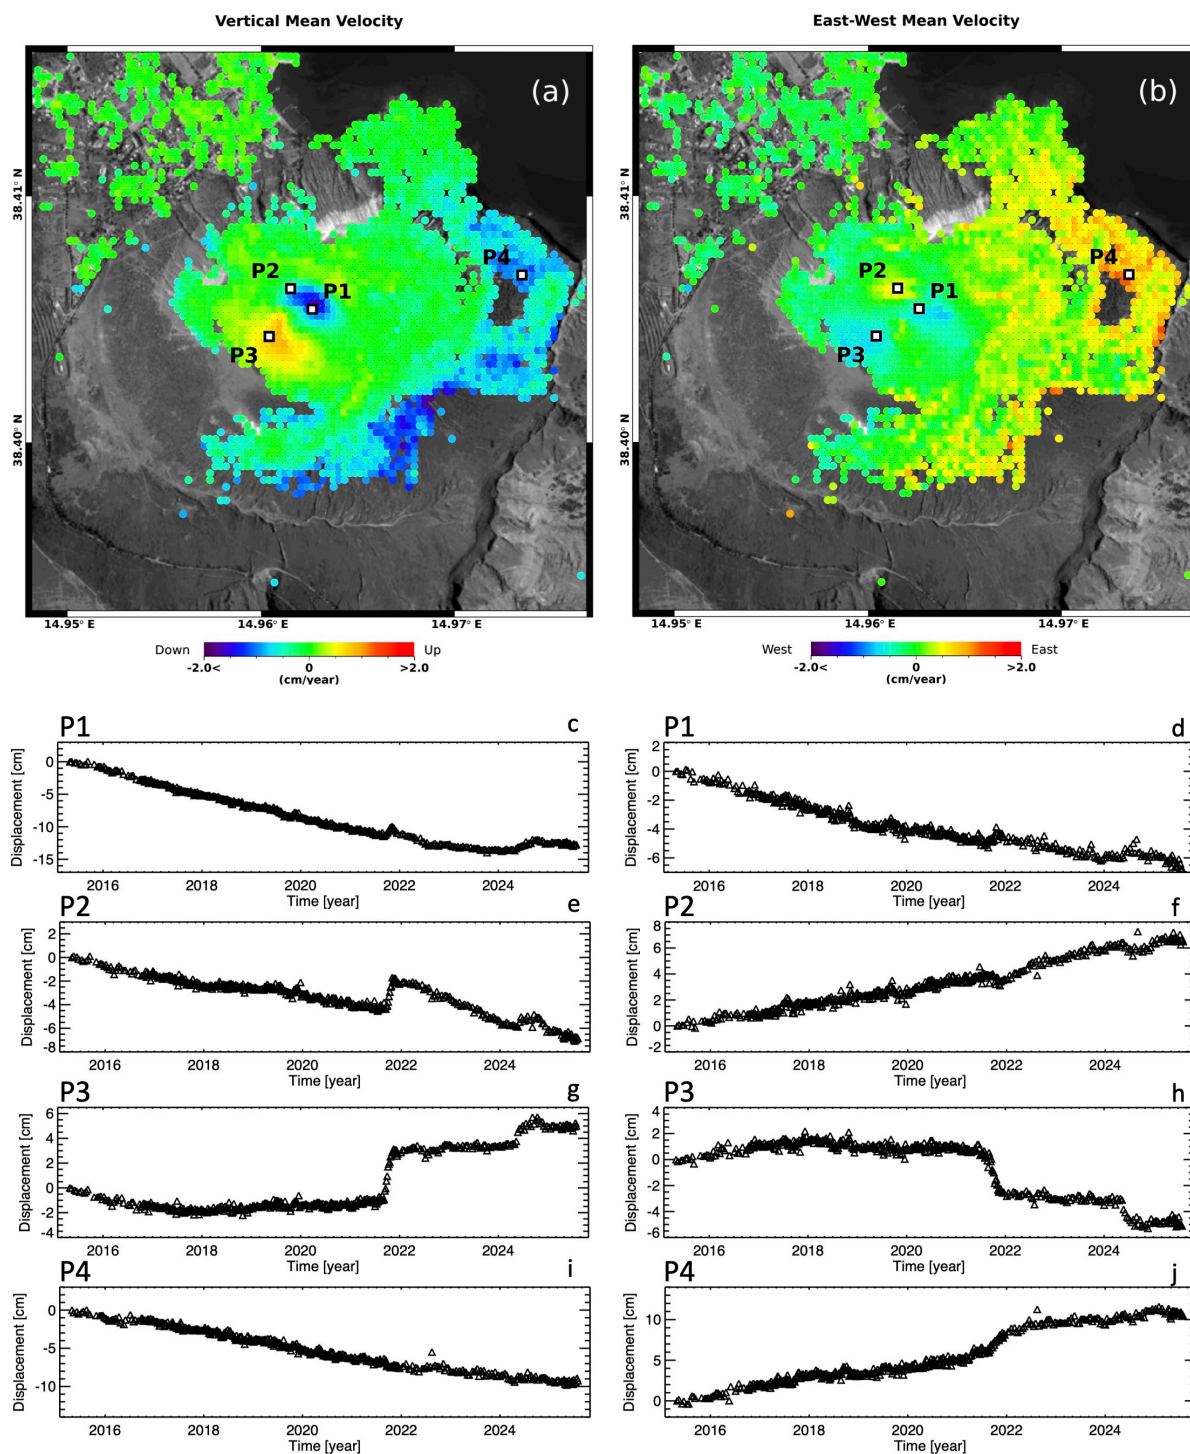 Vertical Mean Velocity
East-West Mean Velocity
(a)
(b)
38.41° N
38.41° N
P2
P1
P4
P3
P2
P1
P4
P3
38.40° N
38.40° N
14.95° E
14.96° E
14.97° E
14.95° E
14.96° E
14.97° E
Down
Up
-2.0<
0
>2.0
(cm/year)
West
East
-2.0<
0
>2.0
(cm/year)
P1
c
0
-5
-10
-15
Displacement [cm]
2016
2018
2020
2022
2024
Time [year]
P1
d
2
0
-2
-4
-6
Displacement [cm]
2016
2018
2020
2022
2024
Time [year]
P2
e
2
0
-2
-4
-6
-8
Displacement [cm]
2016
2018
2020
2022
2024
Time [year]
P2
f
8
6
4
2
0
-2
Displacement [cm]
2016
2018
2020
2022
2024
Time [year]
P3
g
6
4
2
0
-2
-4
Displacement [cm]
2016
2018
2020
2022
2024
Time [year]
P3
h
4
2
0
-2
-4
-6
Displacement [cm]
2016
2018
2020
2022
2024
Time [year]
P4
i
0
-5
-10
Displacement [cm]
2016
2018
2020
2022
2024
Time [year]
P4
j
10
5
0
Displacement [cm]
2016
2018
2020
2022
2024
Time [year]